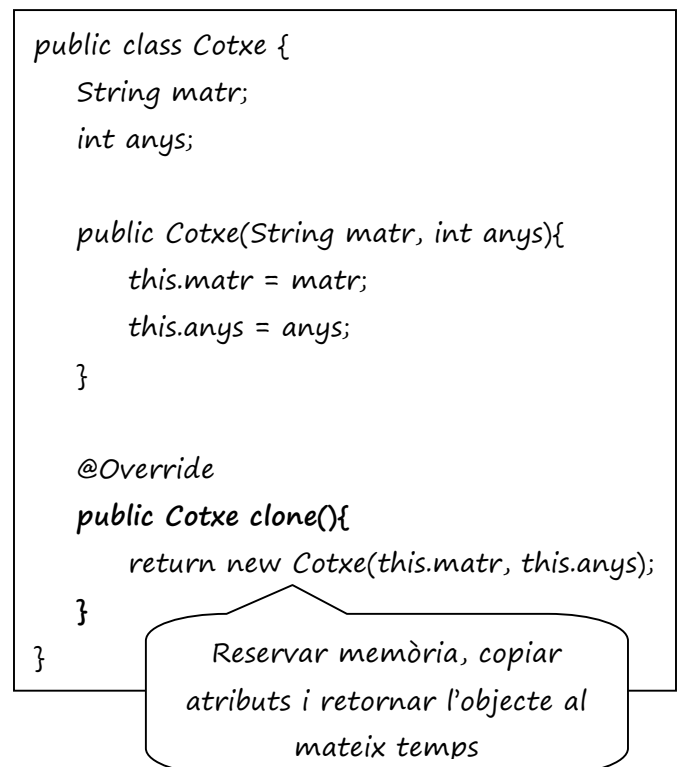 public class Cotxe {
String matr;
int anys;
public Cotxe(String matr, int anys){
this.matr = matr;
this.anys = anys;
}
@Override
public Cotxe clone(){
return new Cotxe(this.matr, this.anys);
}
}
Reservar memòria, copiar
atributs i retornar l’objecte al
mateix temps